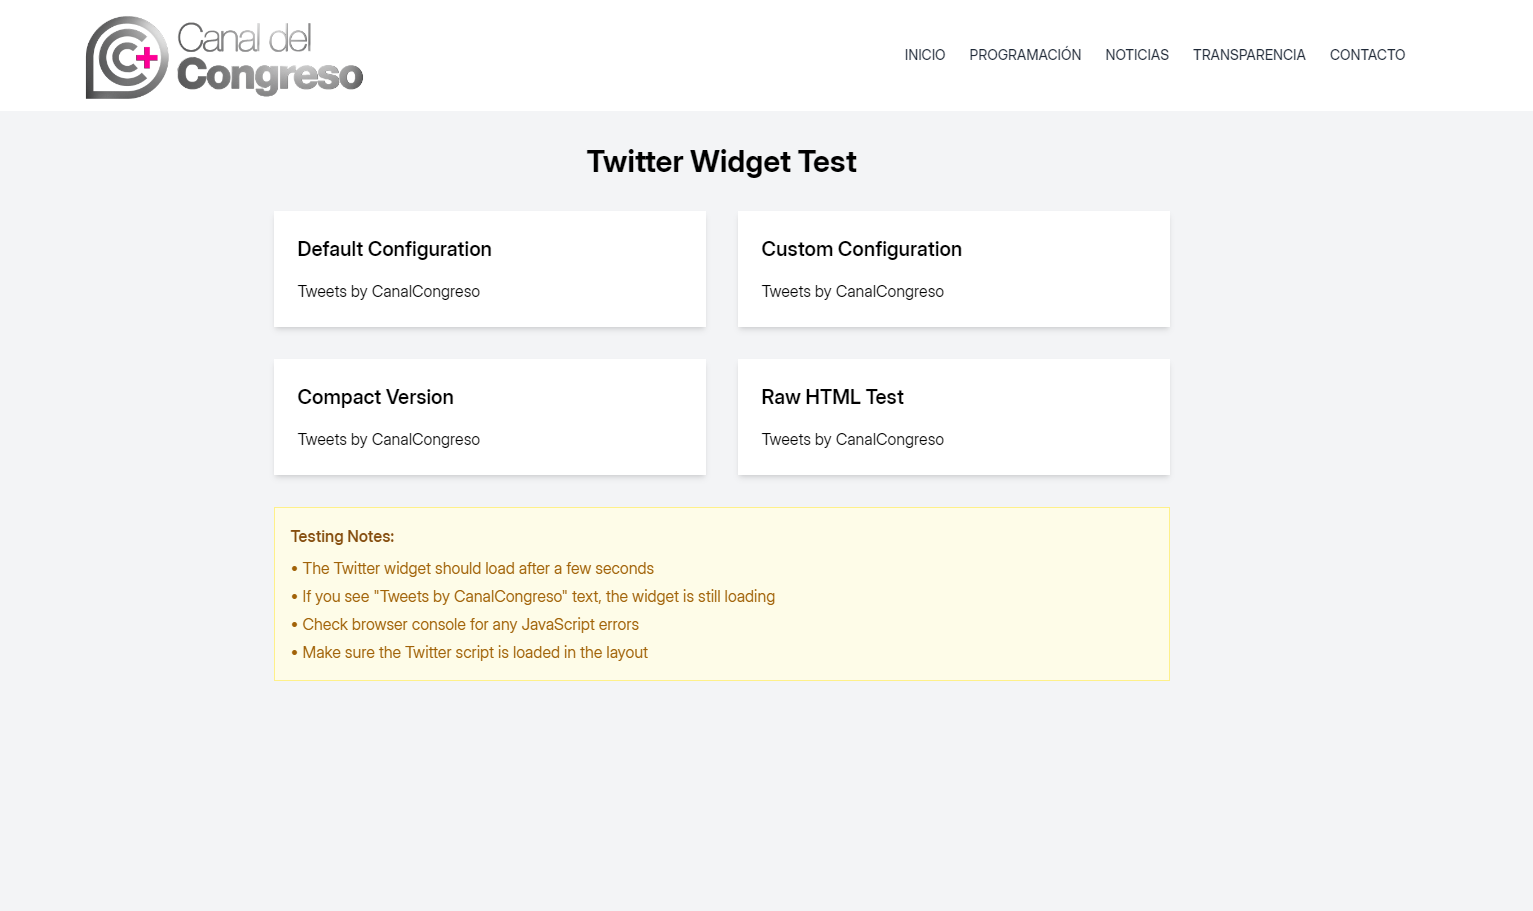 Canal del
Congreso
INICIO PROGRAMACIÓN NOTICIAS TRANSPARENCIA CONTACTO
Twitter Widget Test
Default Configuration
Tweets by CanalCongreso
Custom Configuration
Tweets by CanalCongreso
Compact Version
Tweets by CanalCongreso
Raw HTML Test
Tweets by CanalCongreso
Testing Notes:
• The Twitter widget should load after a few seconds
• If you see "Tweets by CanalCongreso" text, the widget is still loading
• Check browser console for any JavaScript errors
• Make sure the Twitter script is loaded in the layout